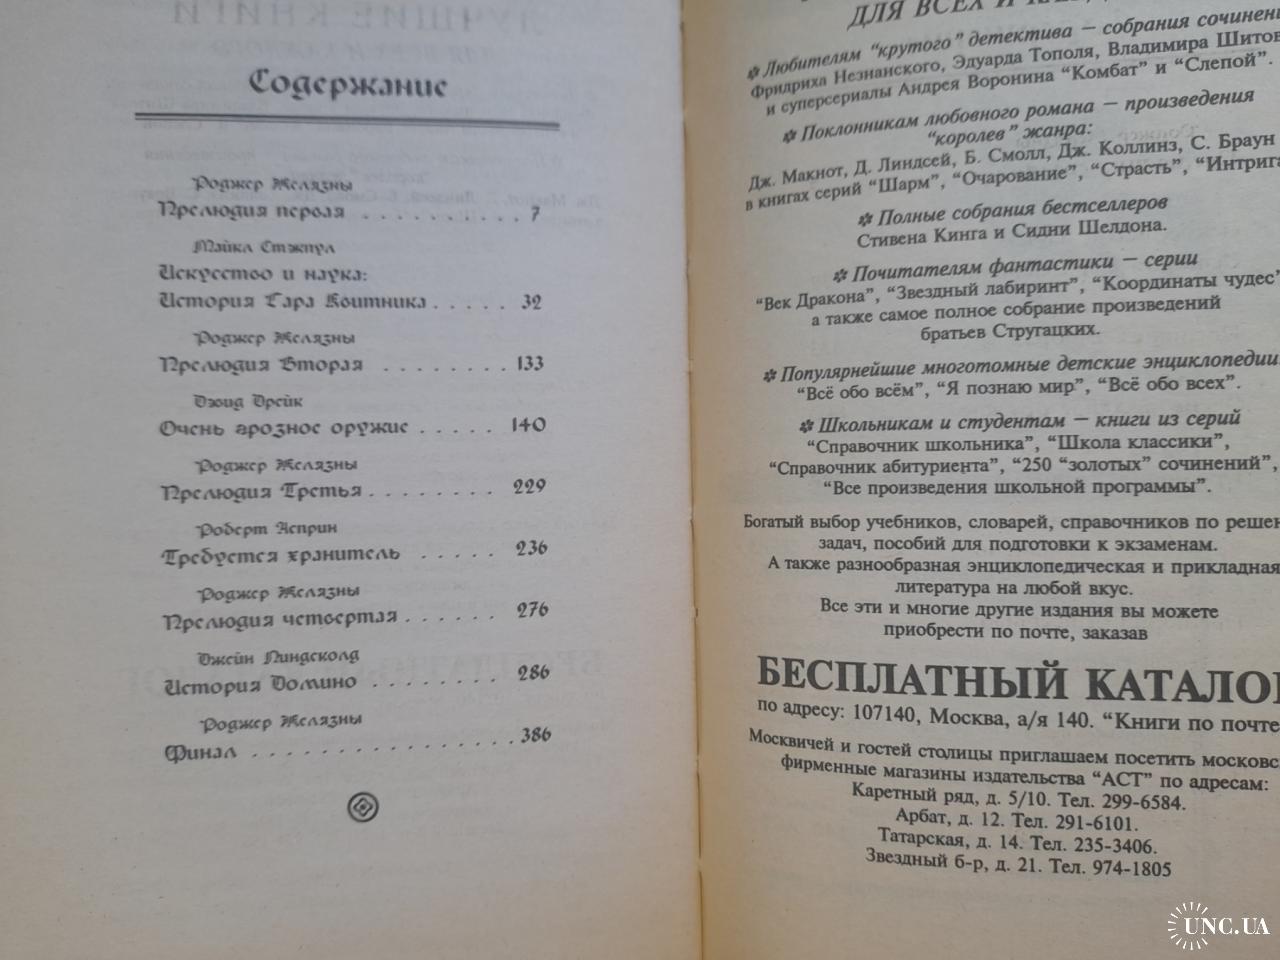 Содержание
Роджер Желязны
Прелюдия первая . . . . . . . . . . 7
Майкл Стэкпул
Искусство и наука:
История Гара Квитника . . . . . . 32
Роджер Желязны
Прелюдия Вторая . . . . . . . . 133
Дэвид Дрейк
Очень грозное оружие . . . . . 140
Роджер Желязны
Прелюдия Третья . . . . . . . . 229
Роберт Асприн
Требуется хранитель . . . . . 236
Роджер Желязны
Прелюдия четвертая . . . . . . 276
Джейн Линдсколд
История Домино . . . . . . . . 286
Роджер Желязны
Финал . . . . . . . . . . . . . . . . 386
ДЛЯ ВСЕХ И
✽ Любителям “крутого” детектива — собрания сочинен
Фридриха Незнанского, Эдуарда Тополя, Владимира Шитов
и суперсериалы Андрея Воронина “Комбат” и “Слепой”.
✽ Поклонникам любовного романа — произведения
“королев” жанра:
Дж. Макнот, Д. Линдсей, Б. Смолл, Дж. Коллинз, С. Браун
в книгах серий “Шарм”, “Очарование”, “Страсть”, “Интрига
✽ Полные собрания бестселлеров
Стивена Кинга и Сидни Шелдона.
✽ Почитателям фантастики — серии
“Век Дракона”, “Звездный лабиринт”, “Координаты чудес”
а также самое полное собрание произведений
братьев Стругацких.
✽ Популярнейшие многотомные детские энциклопедии:
“Всё обо всём”, “Я познаю мир”, “Всё обо всех”.
✽ Школьникам и студентам — книги из серий
“Справочник школьника”, “Школа классики”,
“Справочник абитуриента”, “250 “золотых” сочинений”,
“Все произведения школьной программы”.
Богатый выбор учебников, словарей, справочников по решен
задач, пособий для подготовки к экзаменам.
А также разнообразная энциклопедическая и прикладная
литература на любой вкус.
Все эти и многие другие издания вы можете
приобрести по почте, заказав
БЕСПЛАТНЫЙ КАТАЛОГ
по адресу: 107140, Москва, а/я 140. “Книги по почте
Москвичей и гостей столицы приглашаем посетить московс
фирменные магазины издательства “АСТ” по адресам:
Каретный ряд, д. 5/10. Тел. 299-6584.
Арбат, д. 12. Тел. 291-6101.
Татарская, д. 14. Тел. 235-3406.
Звездный б-р, д. 21. Тел. 974-1805
UNC.UA